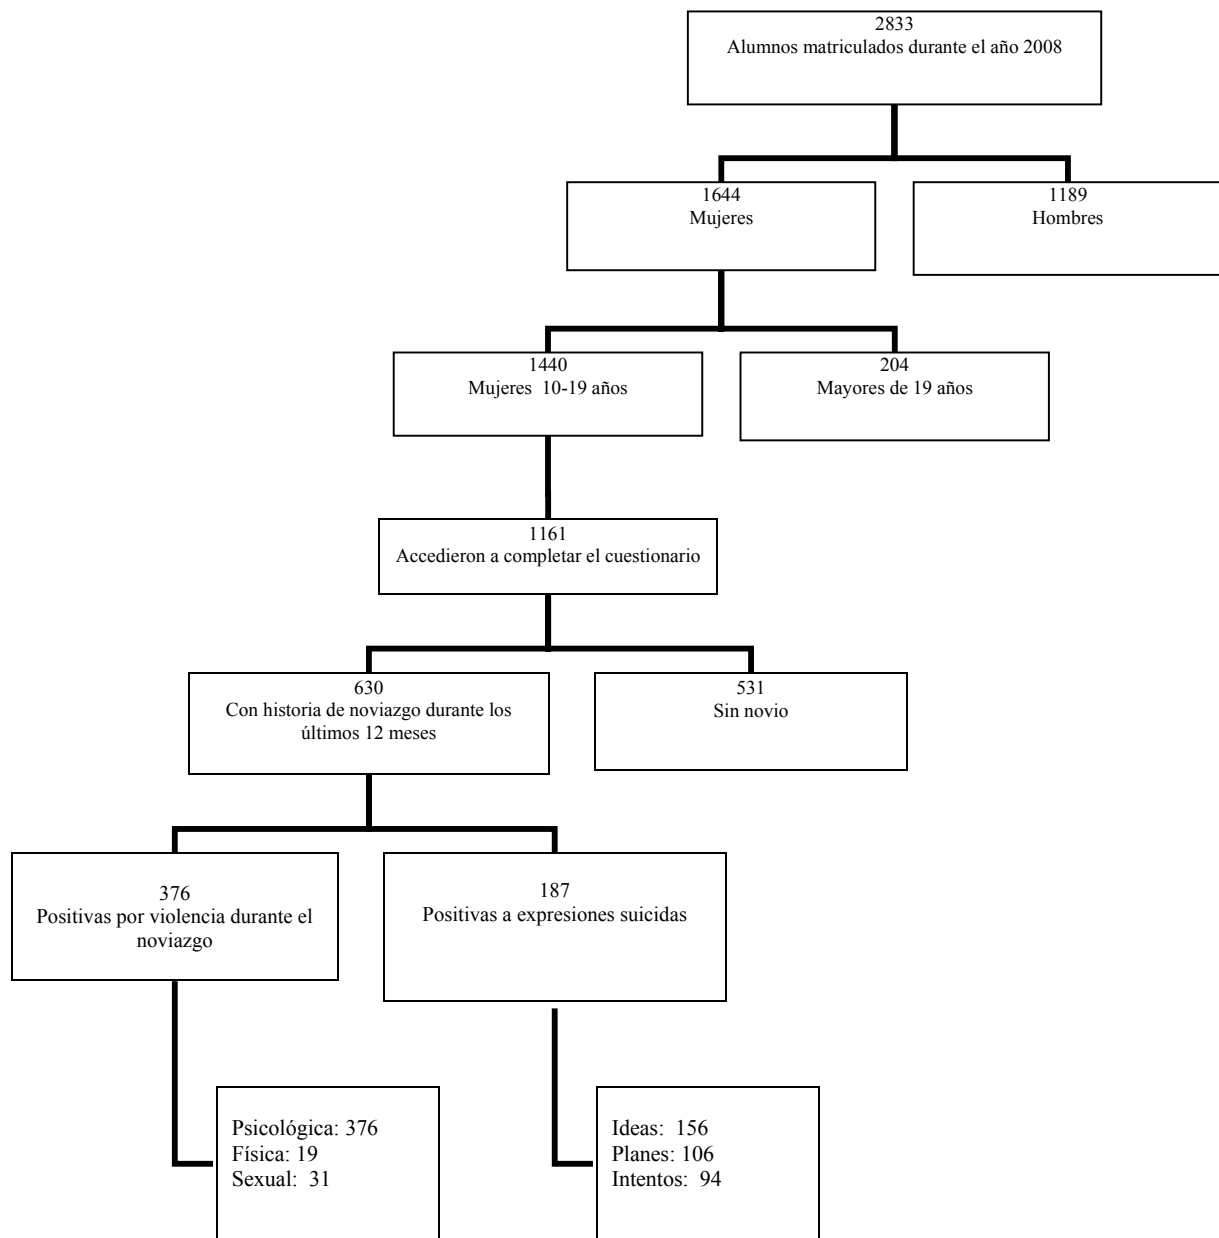 2833
Alumnos matriculados durante el año 2008
1644
Mujeres
1189
Hombres
1440
Mujeres  10-19 años
204
Mayores de 19 años
1161
Accedieron a completar el cuestionario
630
Con historia de noviazgo durante los
últimos 12 meses
531
Sin novio
376
Positivas por violencia durante el
noviazgo
187
Positivas a expresiones suicidas
Psicológica: 376
Física: 19
Sexual:  31
Ideas:  156
Planes: 106
Intentos:  94